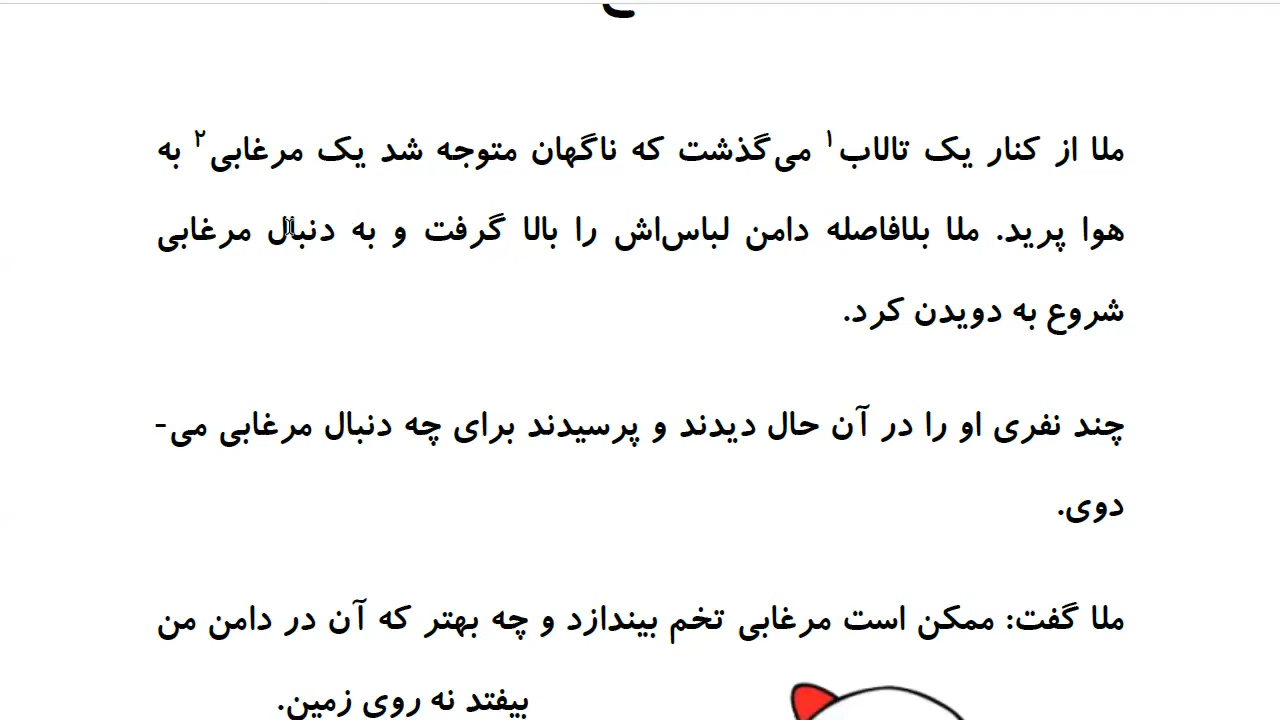 ملا از کنار یک تالاب۱ می‌گذشت که ناگهان متوجه شد یک مرغابی۲ به
هوا پرید. ملا بلافاصله دامن لباس‌اش را بالا گرفت و به دنبال مرغابی
شروع به دویدن کرد.
چند نفری او را در آن حال دیدند و پرسیدند برای چه دنبال مرغابی می-
دوی.
ملا گفت: ممکن است مرغابی تخم بیندازد و چه بهتر که آن در دامن من
بیفتد نه روی زمین.